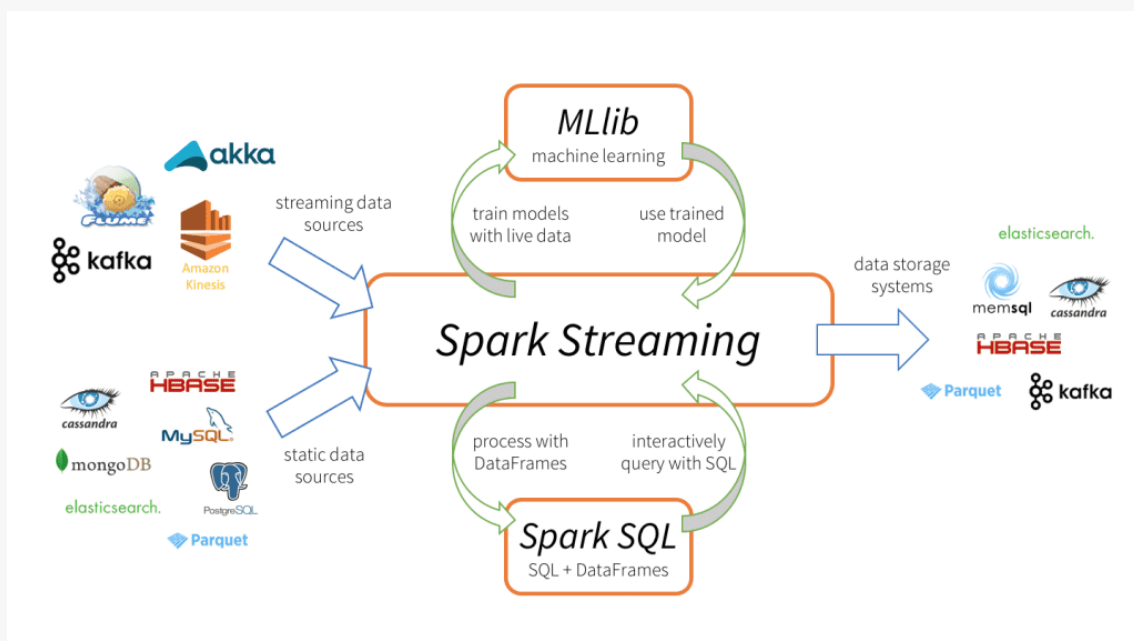 akka
FLUME
kafka
Amazon
Kinesis
streaming data
sources
APACHE
HBASE
cassandra
MySQL®
mongoDB
elasticsearch.
PostgreSQL
Parquet
static data
sources
MLlib
machine learning
train models
with live data
use trained
model
Spark Streaming
process with
DataFrames
interactively
query with SQL
Spark SQL
SQL + DataFrames
data storage
systems
elasticsearch.
memsql
cassandra
APACHE
HBASE
Parquet
kafka